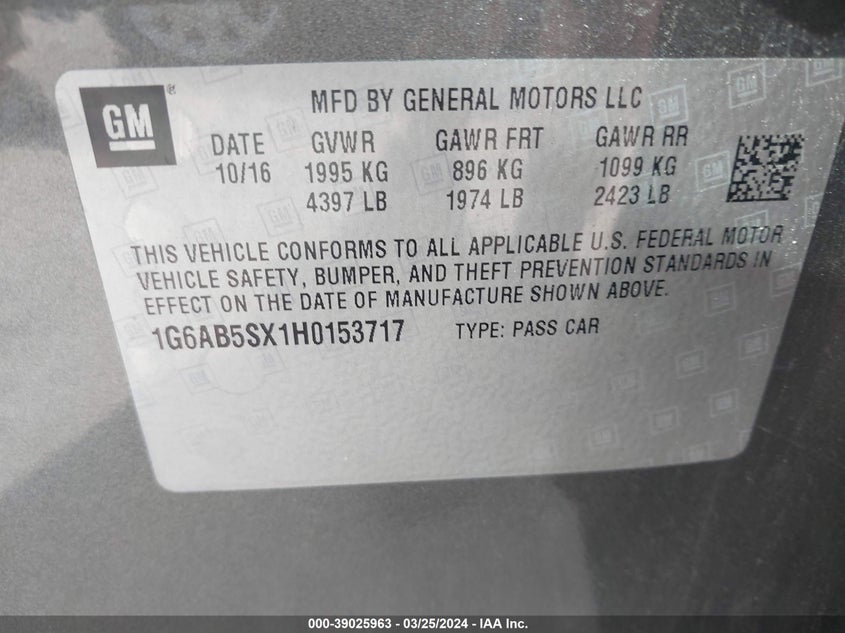 GM
MFD BY GENERAL MOTORS LLC
DATE GVWR GAWR FRT GAWR RR
10/16 1995 KG 896 KG 1099 KG
4397 LB 1974 LB 2423 LB
THIS VEHICLE CONFORMS TO ALL APPLICABLE U.S. FEDERAL MOTOR
VEHICLE SAFETY, BUMPER, AND THEFT PREVENTION STANDARDS IN
EFFECT ON THE DATE OF MANUFACTURE SHOWN ABOVE.
1G6AB5SX1H0153717 TYPE: PASS CAR
000-39025963 / 03/25/2024 - IAA Inc.